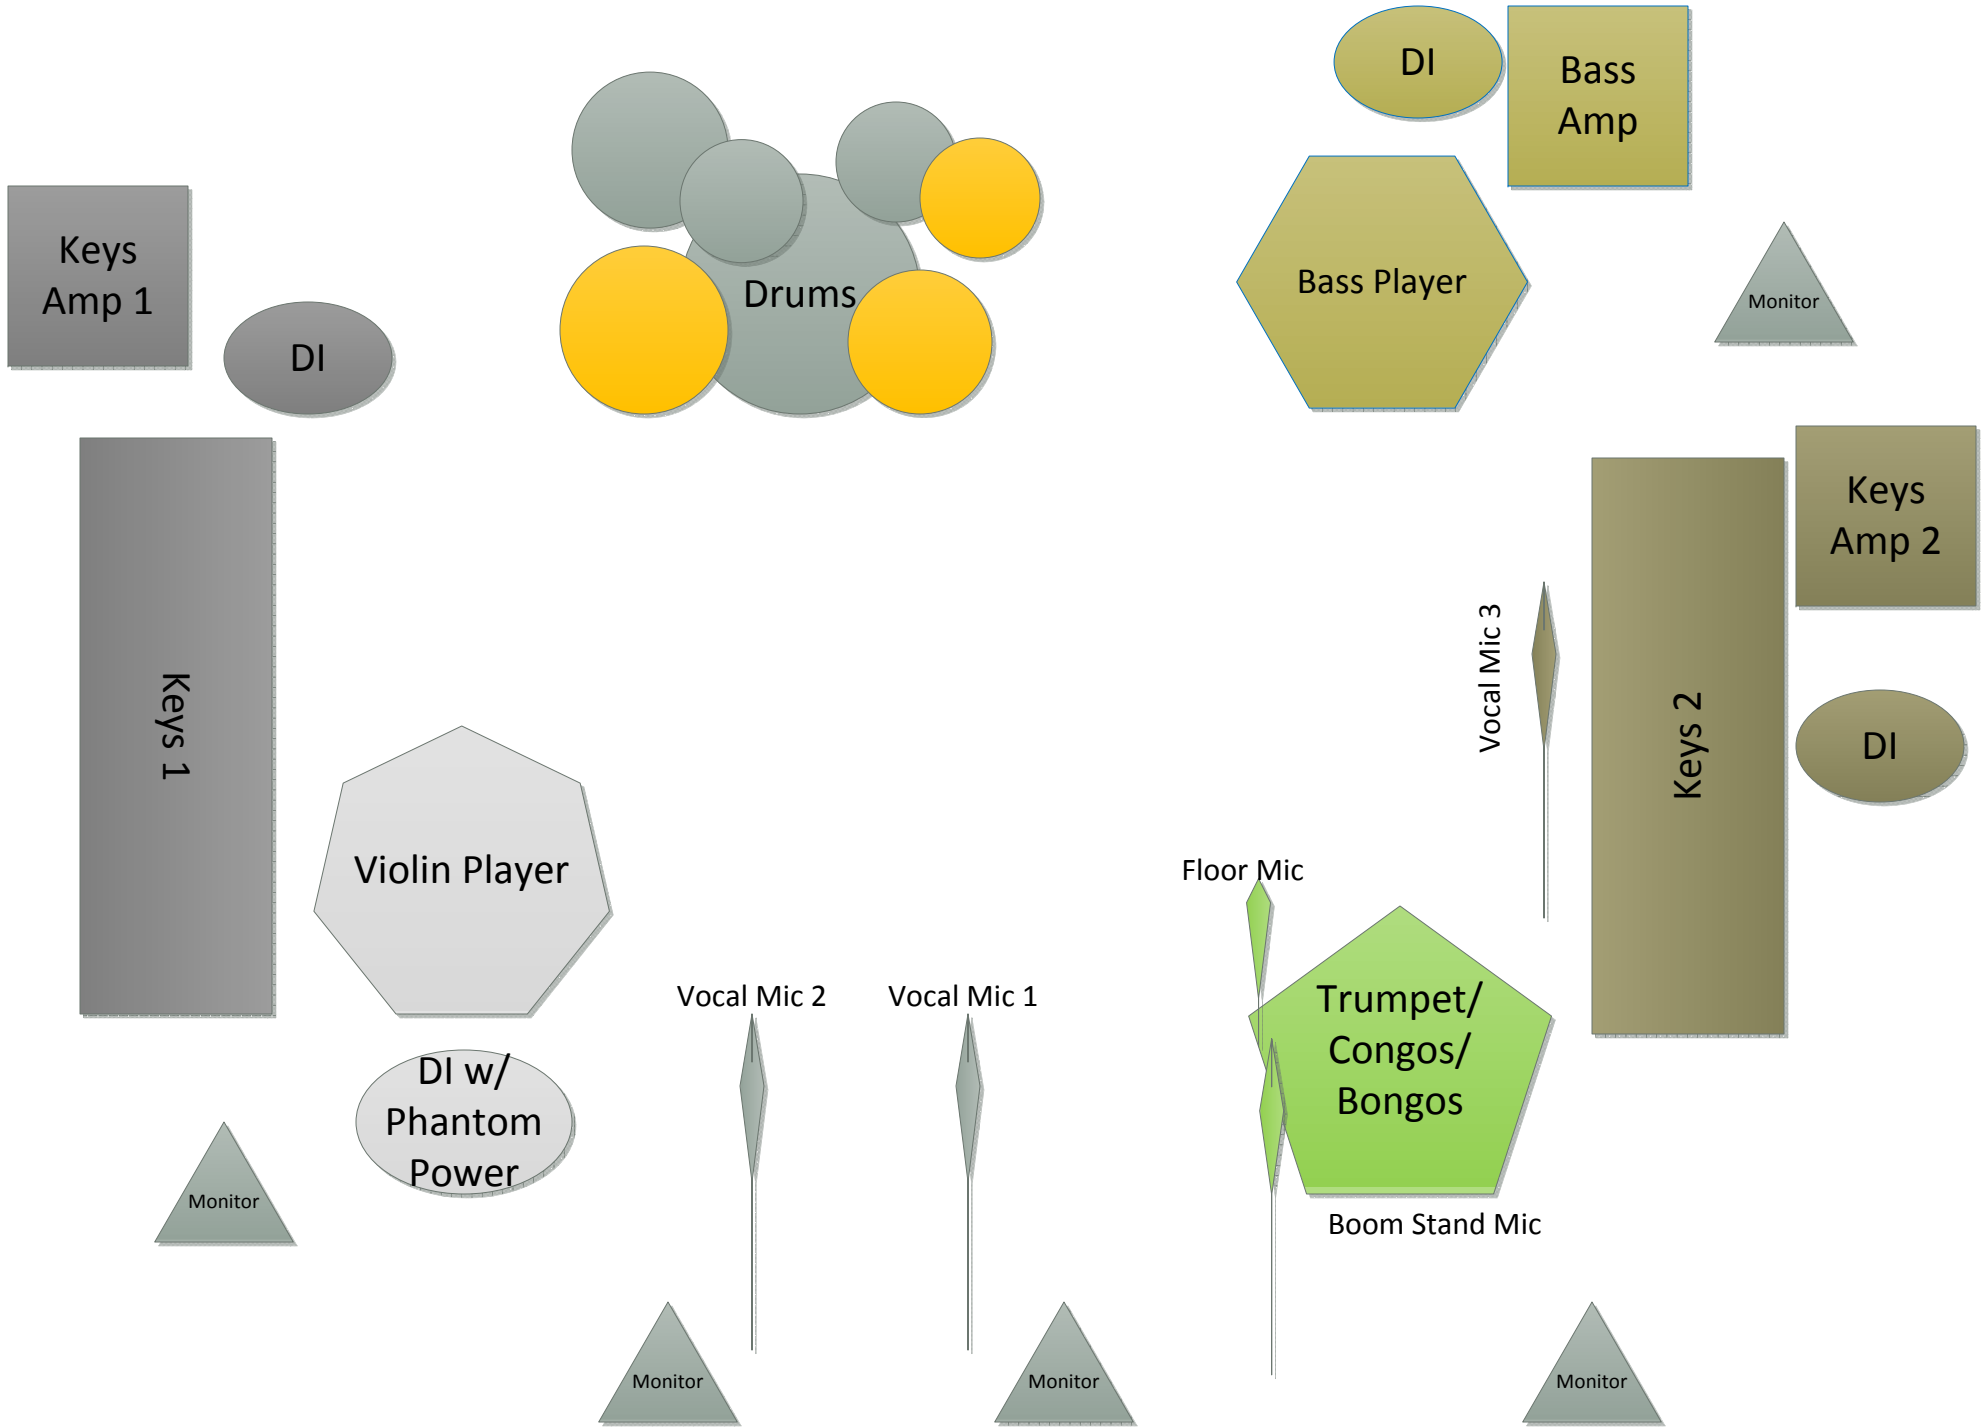 DI
Bass
Amp
Keys
Amp 1
DI
Drums
Bass Player
Monitor
Keys
Amp 2
Keys 1
Vocal Mic 3
Keys 2
DI
Violin Player
Floor Mic
Vocal Mic 2
Vocal Mic 1
Trumpet/
Congos/
Bongos
DI w/
Phantom
Power
Monitor
Boom Stand Mic
Monitor
Monitor
Monitor